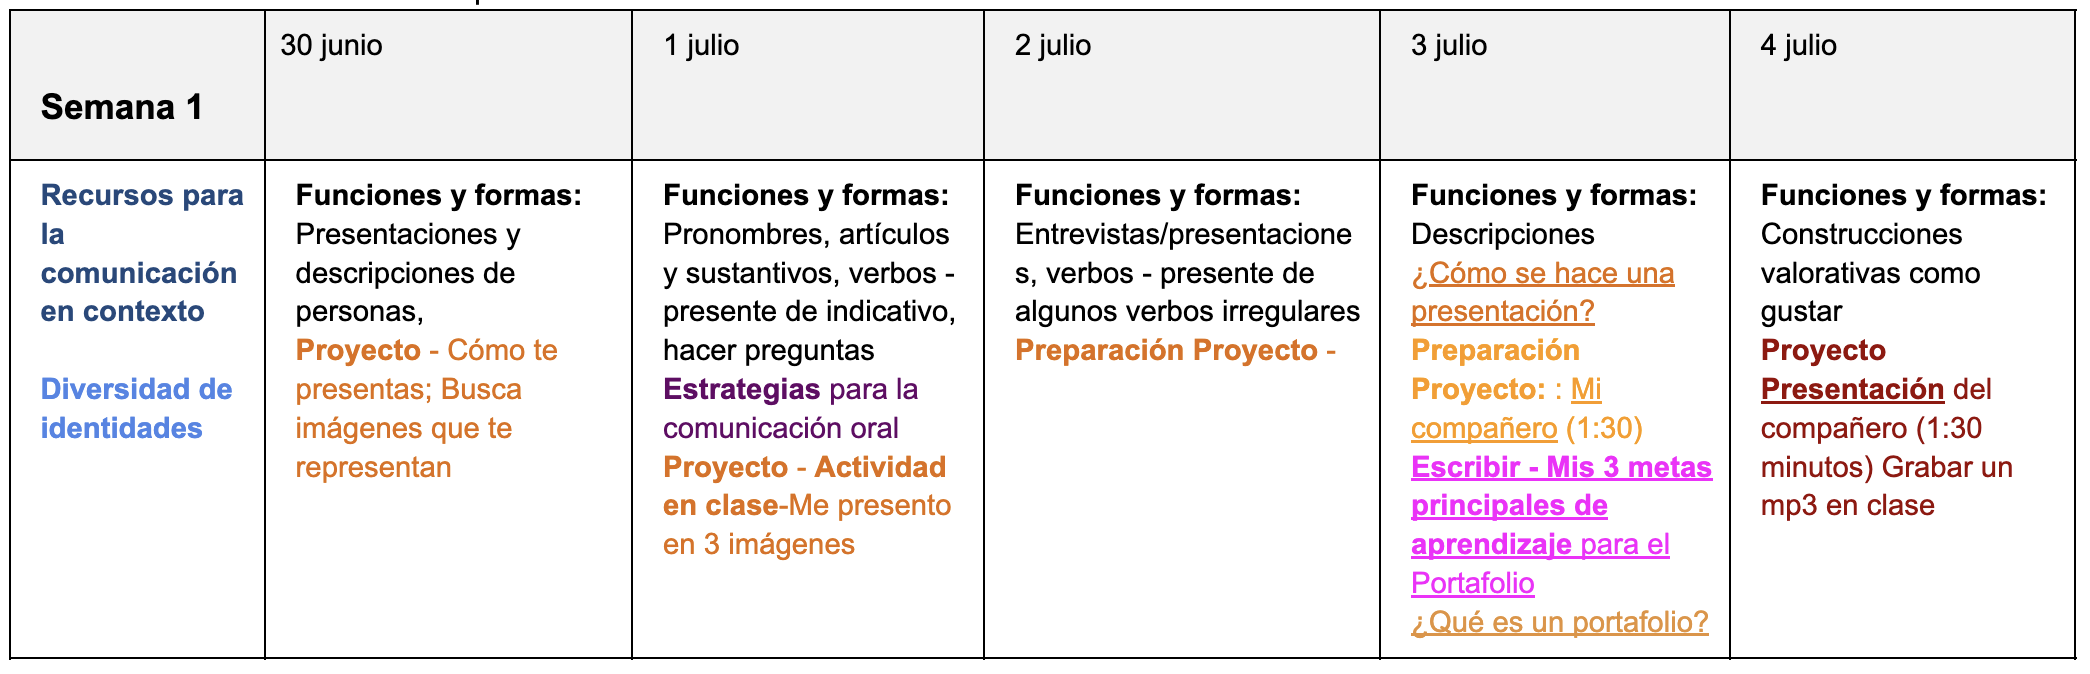 Semana 1
30 junio
1 julio
2 julio
3 julio
4 julio
Recursos para
la
comunicación
en contexto
Diversidad de
identidades
Funciones y formas:
Presentaciones y
descripciones de
personas,
Proyecto - Cómo te
presentas; Busca
imágenes que te
representan
Funciones y formas:
Pronombres, artículos
y sustantivos, verbos -
presente de indicativo,
hacer preguntas
Estrategias para la
comunicación oral
Proyecto - Actividad
en clase-Me presento
en 3 imágenes
Funciones y formas:
Entrevistas/presentacione
s, verbos - presente de
algunos verbos irregulares
Preparación Proyecto -
Funciones y formas:
Descripciones
¿Cómo se hace una
presentación?
Preparación
Proyecto: : Mi
compañero (1:30)
Escribir - Mis 3 metas
principales de
aprendizaje para el
Portafolio
¿Qué es un portafolio?
Funciones y formas:
Construcciones
valorativas como
gustar
Proyecto
Presentación del
compañero (1:30
minutos) Grabar un
mp3 en clase